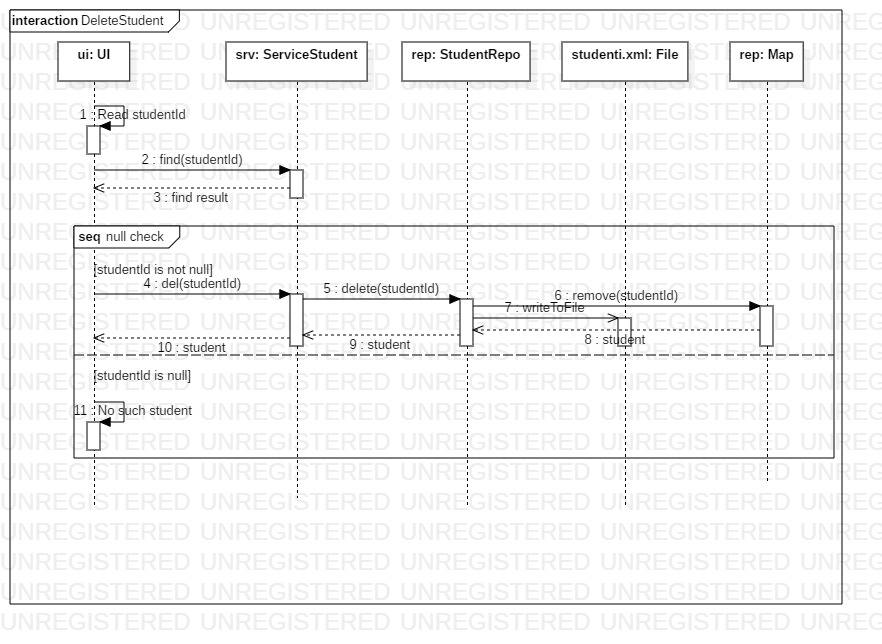 interaction DeleteStudent
ui: UI
srv: ServiceStudent
rep: StudentRepo
studenti.xml: File
rep: Map
1 : Read studentId
2 : find(studentId)
3 : find result
seq null check
[studentId is not null]
4 : del(studentId)
5 : delete(studentId)
6 : remove(studentId)
7 : writeToFile
8 : student
9 : student
10 : student
[studentId is null]
11 : No such student
UNREGISTERED UNREGISTERED UNREGISTERED UNREGISTERED UNREGISTERED